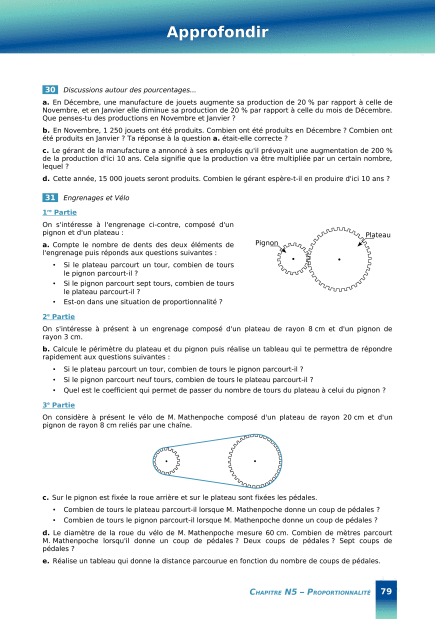 Approfondir
30 Discussions autour des pourcentages...
a. En Décembre, une manufacture de jouets augmente sa production de 20 % par rapport à celle de
Novembre, et en Janvier elle diminue sa production de 20 % par rapport à celle du mois de Décembre.
Que penses-tu des productions en Novembre et Janvier ?
b. En Novembre, 1 250 jouets ont été produits. Combien ont été produits en Décembre ? Combien ont
été produits en Janvier ? Ta réponse à la question a. était-elle correcte ?
c. Le gérant de la manufacture a annoncé à ses employés qu'il prévoyait une augmentation de 200 %
de la production d'ici 10 ans. Cela signifie que la production va être multipliée par un certain nombre,
lequel ?
d. Cette année, 15 000 jouets seront produits. Combien le gérant espère-t-il en produire d'ici 10 ans ?
31 Engrenages et Vélo
1re Partie
On s'intéresse à l'engrenage ci-contre, composé d'un
pignon et d'un plateau :
a. Compte le nombre de dents des deux éléments de
l'engrenage puis réponds aux questions suivantes :
• Si le plateau parcourt un tour, combien de tours
le pignon parcourt-il ?
• Si le pignon parcourt sept tours, combien de tours
le plateau parcourt-il ?
• Est-on dans une situation de proportionnalité ?
Pignon
Plateau
2e Partie
On s'intéresse à présent à un engrenage composé d'un plateau de rayon 8 cm et d'un pignon de
rayon 3 cm.
b. Calcule le périmètre du plateau et du pignon puis réalise un tableau qui te permettra de répondre
rapidement aux questions suivantes :
• Si le plateau parcourt un tour, combien de tours le pignon parcourt-il ?
• Si le pignon parcourt neuf tours, combien de tours le plateau parcourt-il ?
• Quel est le coefficient qui permet de passer du nombre de tours du plateau à celui du pignon ?
3e Partie
On considère à présent le vélo de M. Mathenpoche composé d'un plateau de rayon 20 cm et d'un
pignon de rayon 8 cm reliés par une chaîne.
c. Sur le pignon est fixée la roue arrière et sur le plateau sont fixées les pédales.
• Combien de tours le plateau parcourt-il lorsque M. Mathenpoche donne un coup de pédales ?
• Combien de tours le pignon parcourt-il lorsque M. Mathenpoche donne un coup de pédales ?
d. Le diamètre de la roue du vélo de M. Mathenpoche mesure 60 cm. Combien de mètres parcourt
M. Mathenpoche lorsqu'il donne un coup de pédales ? Deux coups de pédales ? Sept coups de
pédales ?
e. Réalise un tableau qui donne la distance parcourue en fonction du nombre de coups de pédales.
CHAPITRE N5 – PROPORTIONNALITÉ 79